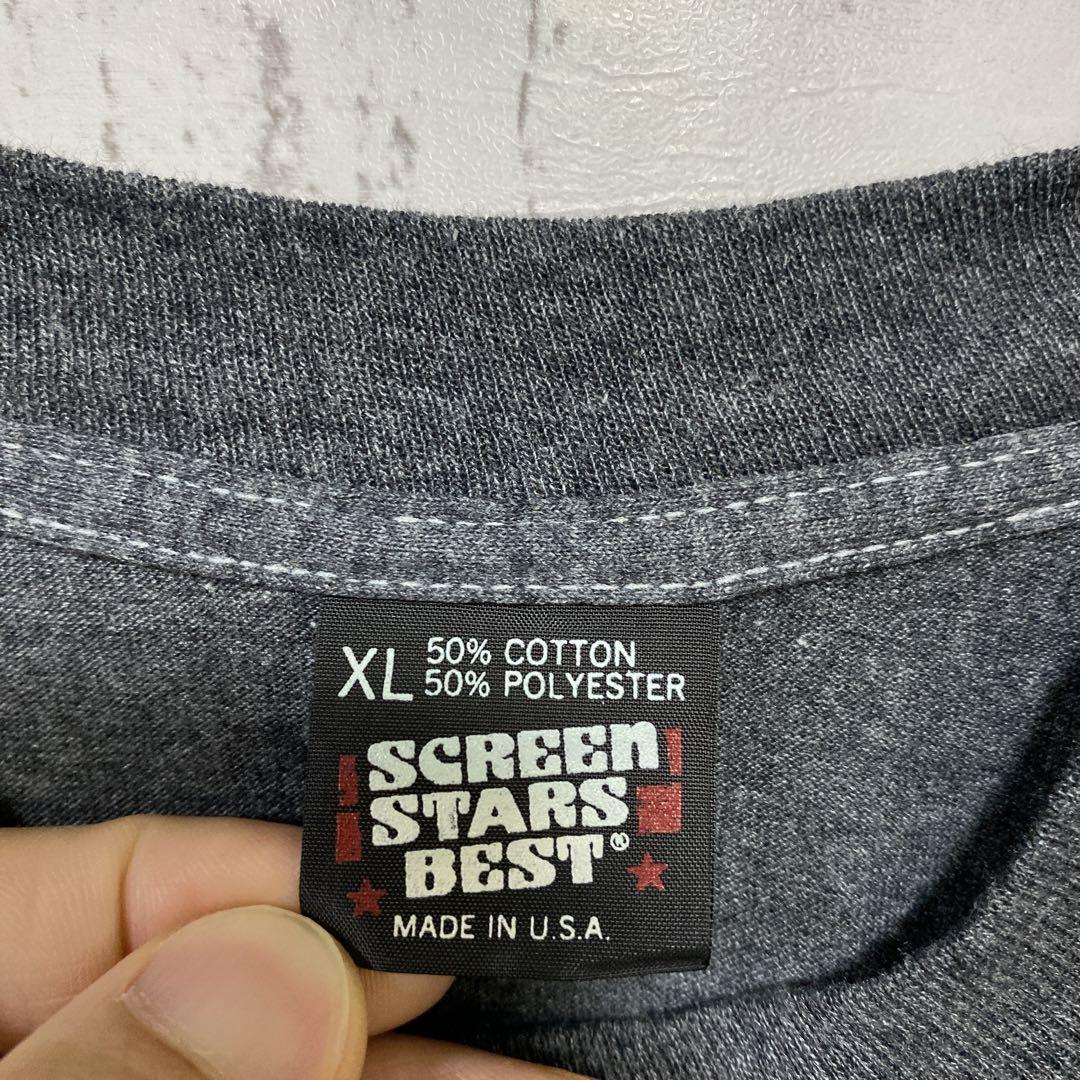 XL 50% COTTON
50% POLYESTER
SCREEN
STARS
BEST®
MADE IN U.S.A.